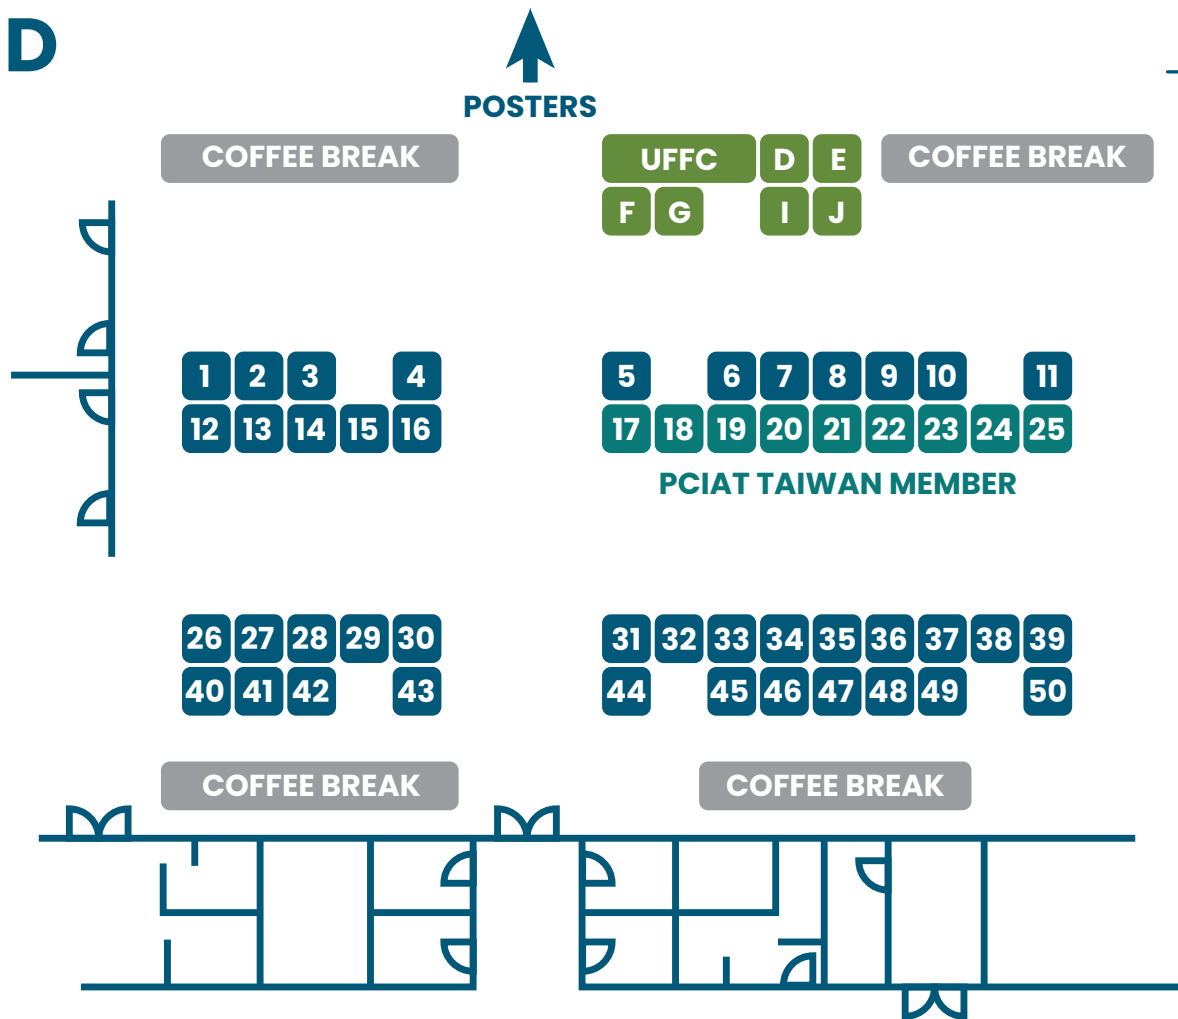 D
POSTERS
COFFEE BREAK
UFFC D E
COFFEE BREAK
F G I J
1 2 3 4
5 6 7 8 9 10 11
12 13 14 15 16
17 18 19 20 21 22 23 24 25
PCIAT TAIWAN MEMBER
26 27 28 29 30
31 32 33 34 35 36 37 38 39
40 41 42 43
44 45 46 47 48 49 50
COFFEE BREAK
COFFEE BREAK